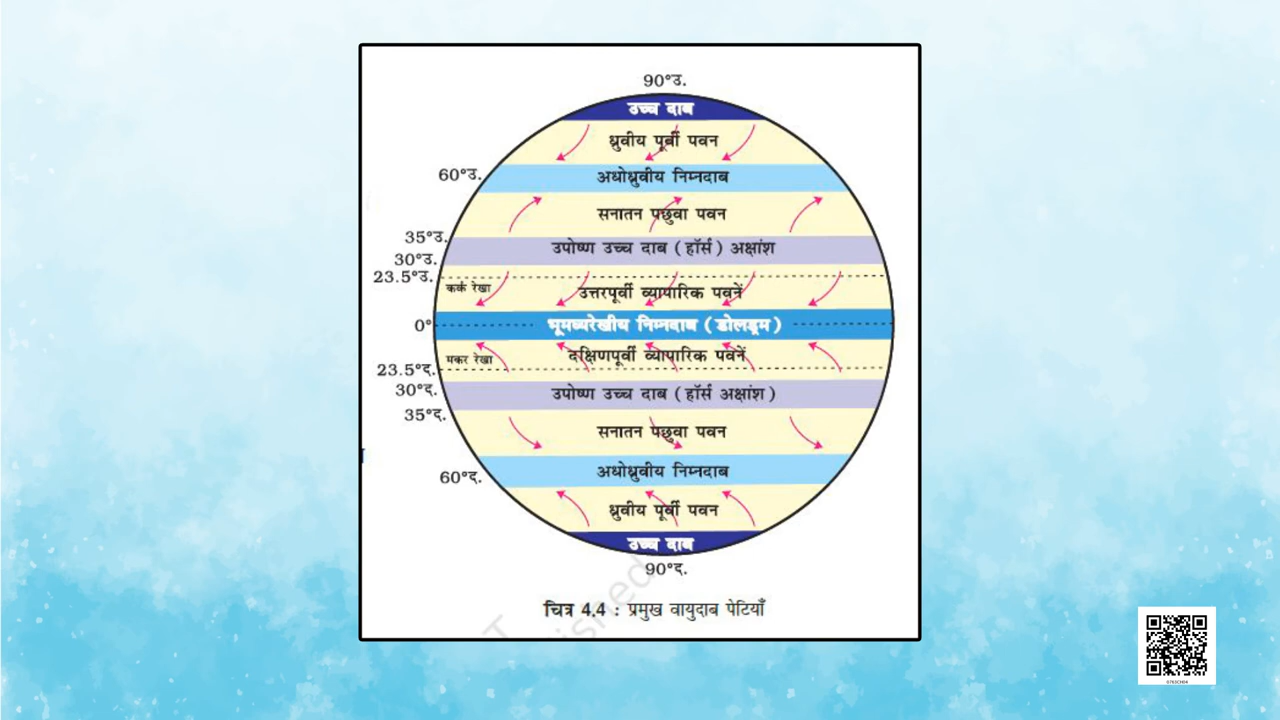 90°उ.
उच्च दाब
ध्रुवीय पूर्वी पवन
60°उ.
अधोध्रुवीय निम्नदाब
सनातन पछुवा पवन
35°उ.
उपोष्ण उच्च दाब (हॉर्स) अक्षांश
30°उ.
23.5°उ.
कर्क रेखा
उत्तरपूर्वी व्यापारिक पवनें
0°
भूमध्यरेखीय निम्नदाब (डोलड्रम)
दक्षिणपूर्वी व्यापारिक पवनें
मकर रेखा
23.5°द.
30°द.
उपोष्ण उच्च दाब (हॉर्स अक्षांश)
35°द.
सनातन पछुवा पवन
60°द.
अधोध्रुवीय निम्नदाब
ध्रुवीय पूर्वी पवन
उच्च दाब
90°द.
चित्र 4.4 : प्रमुख वायुदाब पेटियाँ